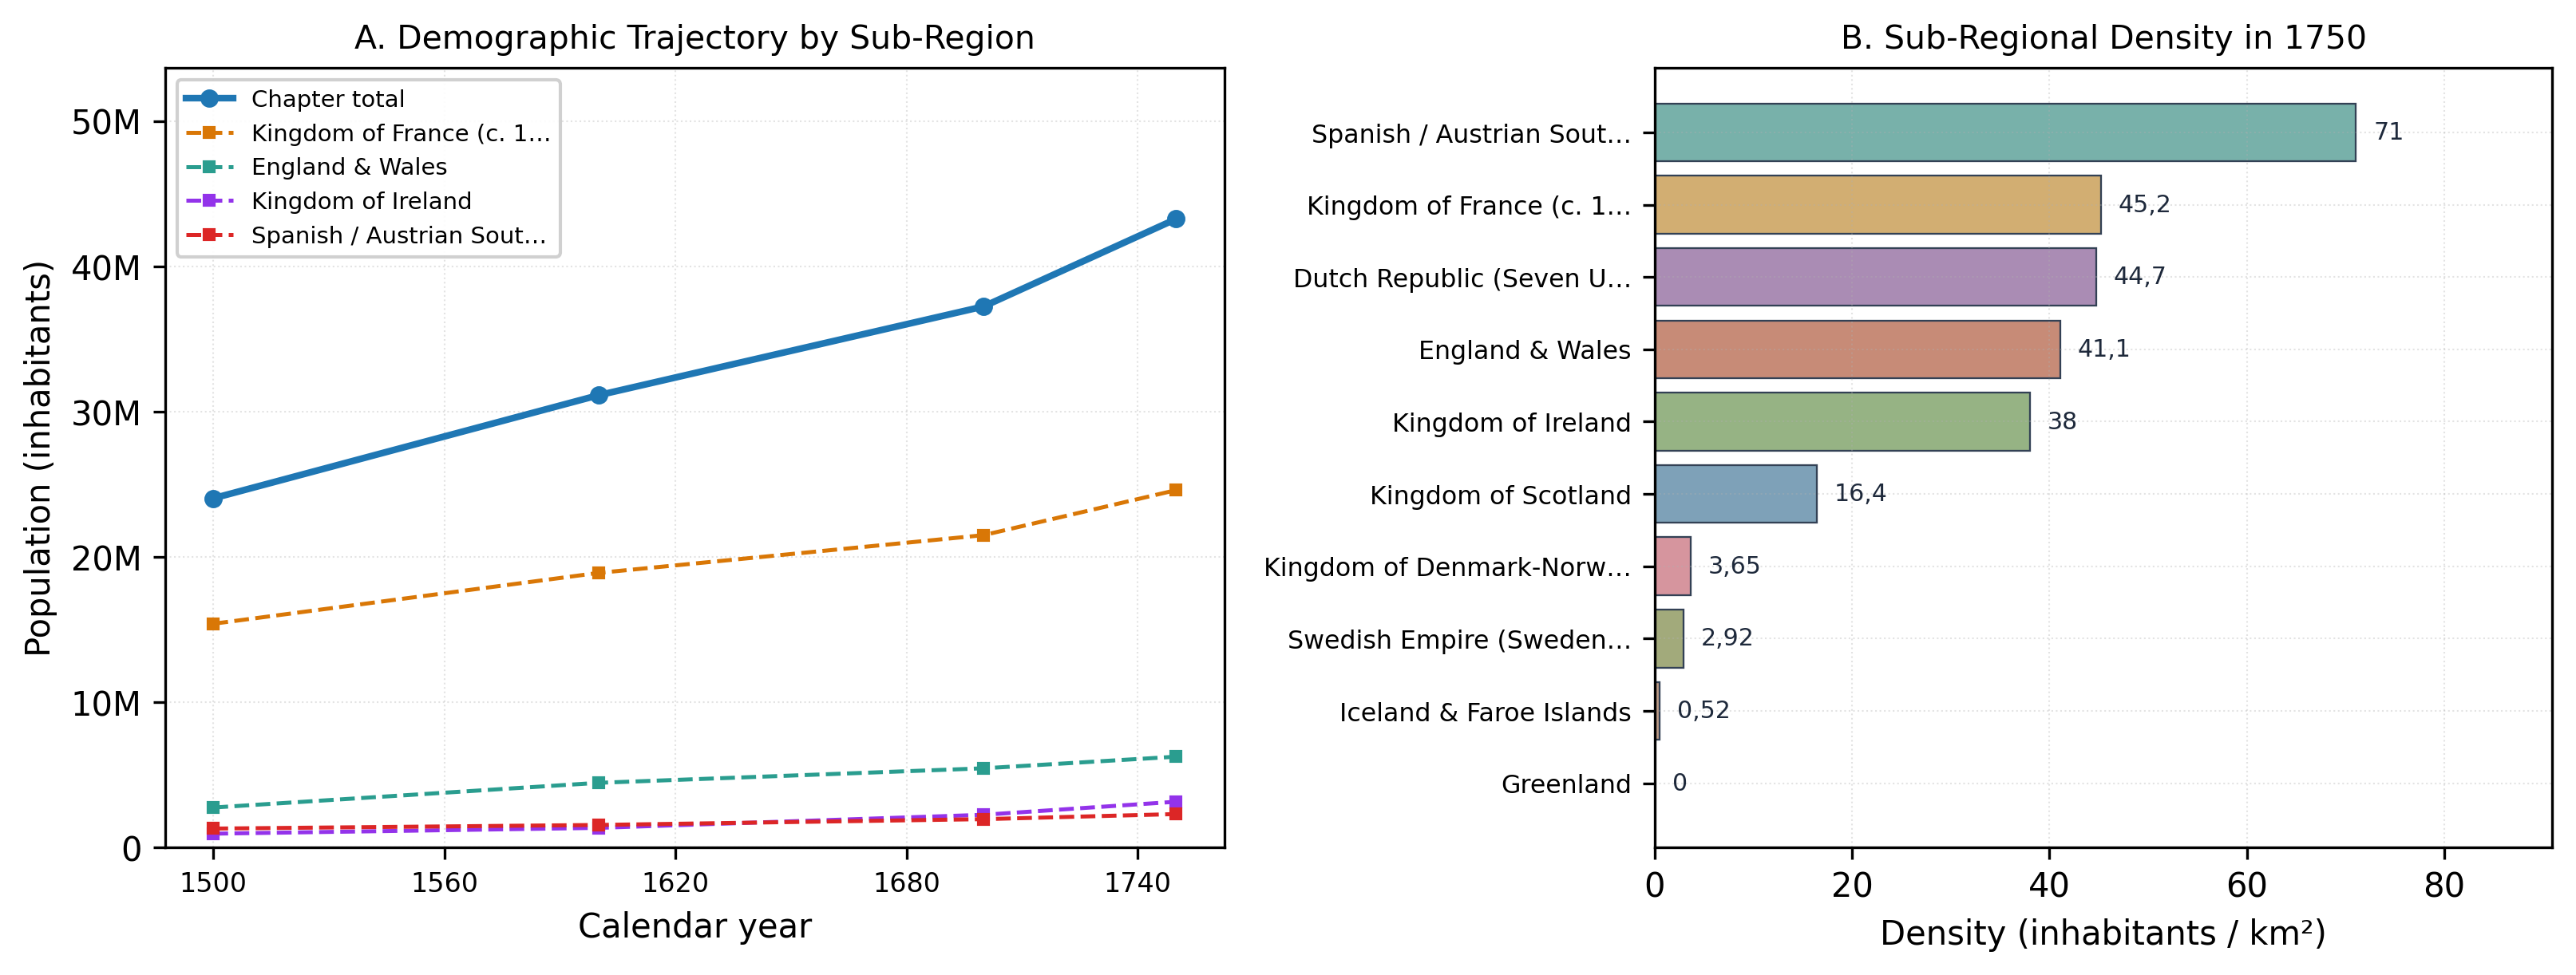 A. Demographic Trajectory by Sub-Region
Chapter total
Kingdom of France (c. 1...
England & Wales
Kingdom of Ireland
Spanish / Austrian Sout...
50M
40M
30M
20M
10M
0
Population (inhabitants)
1500 1560 1620 1680 1740
Calendar year
B. Sub-Regional Density in 1750
Spanish / Austrian Sout... 71
Kingdom of France (c. 1... 45,2
Dutch Republic (Seven U... 44,7
England & Wales 41,1
Kingdom of Ireland 38
Kingdom of Scotland 16,4
Kingdom of Denmark-Norw... 3,65
Swedish Empire (Sweden... 2,92
Iceland & Faroe Islands 0,52
Greenland 0
0 20 40 60 80
Density (inhabitants / km²)